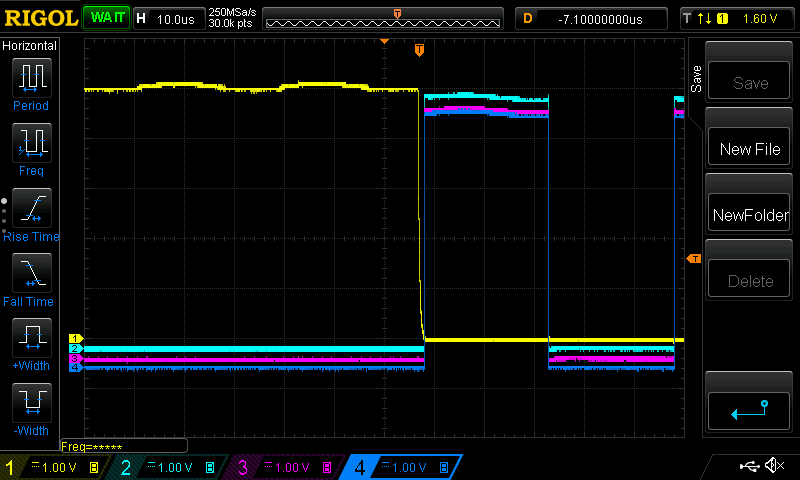 RIGOL WAIT H 10.0us 250MSa/s 30.0k pts T D -7.10000000us T 1 1.60 V
Horizontal
Period
Freq
Rise Time
Fall Time
+Width
-Width
T
T
1
2
3
4
Save
Save
New File
NewFolder
Delete
Freq=*****
1 1.00 V B 2 1.00 V B 3 1.00 V B 4 1.00 V B